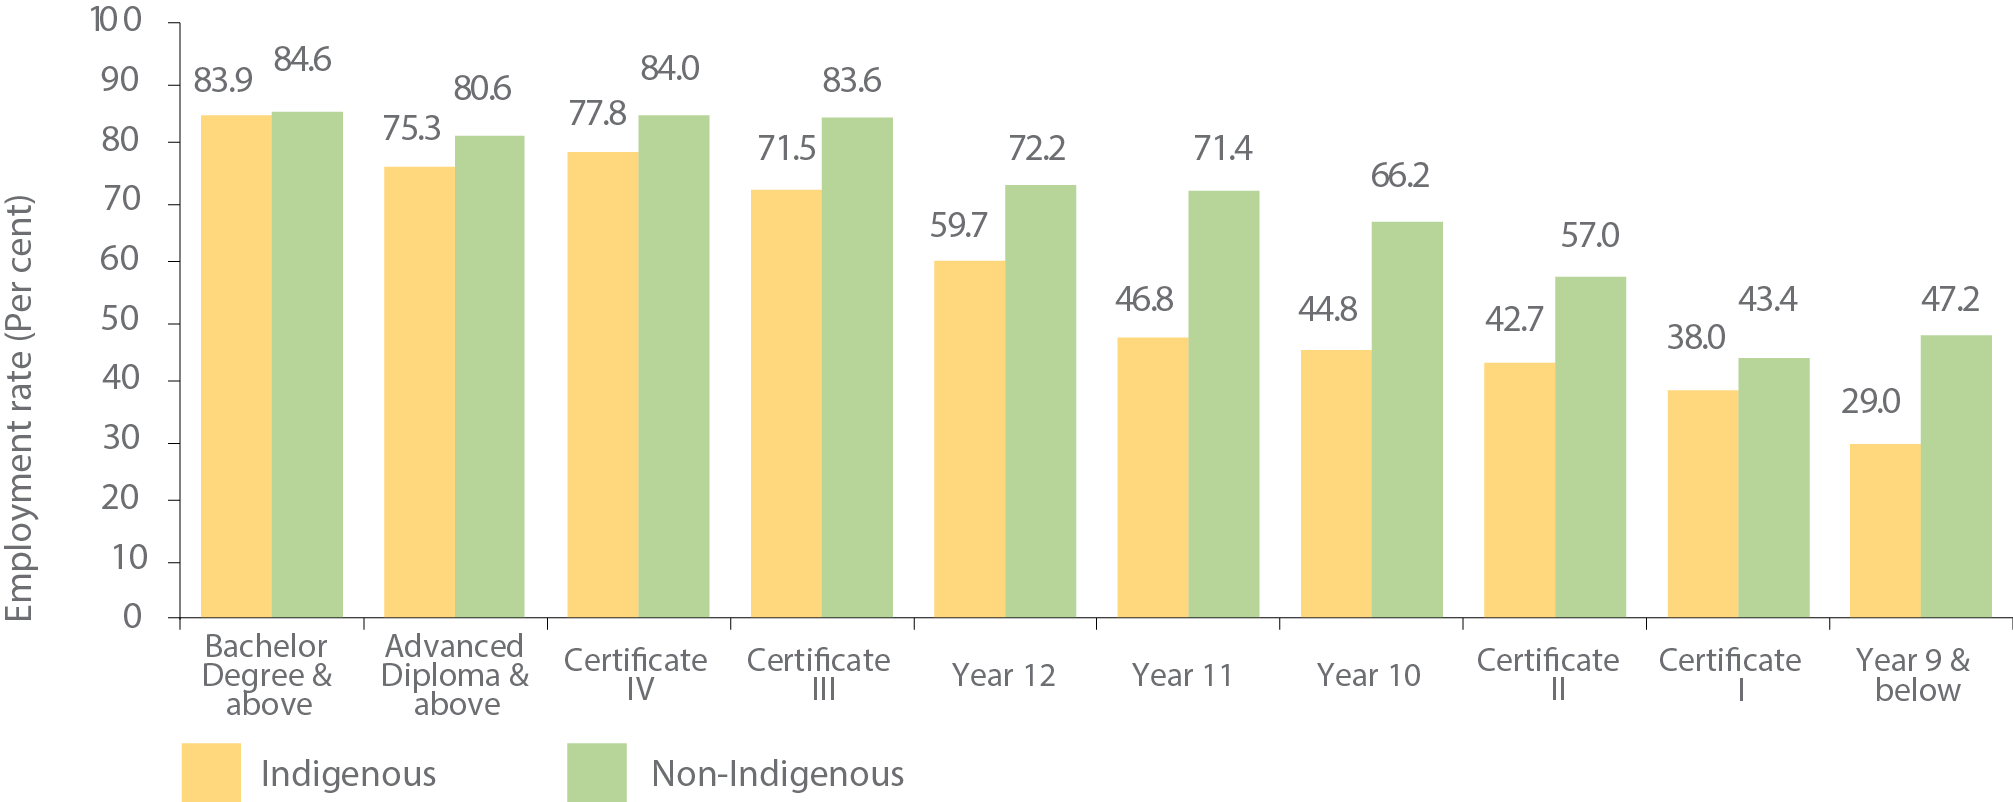 Employment rate (Per cent)
100
90
80
70
60
50
40
30
20
10
0
83.9
84.6
75.3
80.6
77.8
84.0
71.5
83.6
59.7
72.2
46.8
71.4
44.8
66.2
42.7
57.0
38.0
43.4
29.0
47.2
Bachelor
Degree &
above
Advanced
Diploma &
above
Certificate
IV
Certificate
III
Year 12
Year 11
Year 10
Certificate
II
Certificate
I
Year 9 &
below
Indigenous
Non-Indigenous